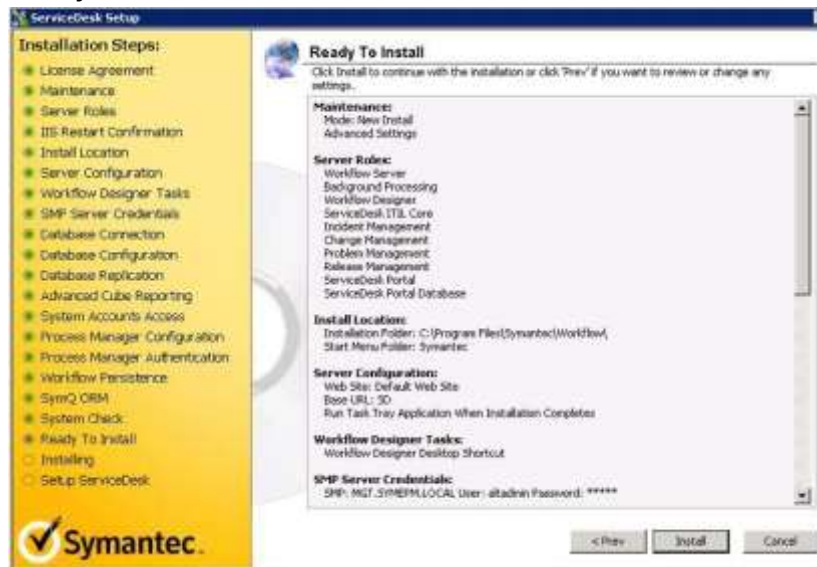 ServiceDesk Setup
Installation Steps:
License Agreement
Maintenance
Server Roles
IIS Restart Confirmation
Install Location
Server Configuration
Workflow Designer Tasks
SMP Server Credentials
Database Connection
Database Configuration
Database Replication
Advanced Cube Reporting
System Accounts Access
Process Manager Configuration
Process Manager Authentication
Workflow Persistence
SymQ ORM
System Check
Ready To Install
Installing
Setup ServiceDesk
Symantec.
Ready To Install
Click Install to continue with the installation or click 'Prev' if you want to review or change any
settings.
Maintenance:
Mode: New Install
Advanced Settings
Server Roles:
Workflow Server
Background Processing
Workflow Designer
ServiceDesk ITIL Core
Incident Management
Change Management
Problem Management
Release Management
ServiceDesk Portal
ServiceDesk Portal Database
Install Location:
Installation Folder: C:\Program Files\Symantec\Workflow\
Start Menu Folder: Symantec
Server Configuration:
Web Site: Default Web Site
Base URL: SD
Run Task Tray Application When Installation Completes
Workflow Designer Tasks:
Workflow Designer Desktop Shortcut
SMP Server Credentials:
SMP: MGT.SYMEPM.LOCAL User: altadmin Password: *****
< Prev
Install
Cancel